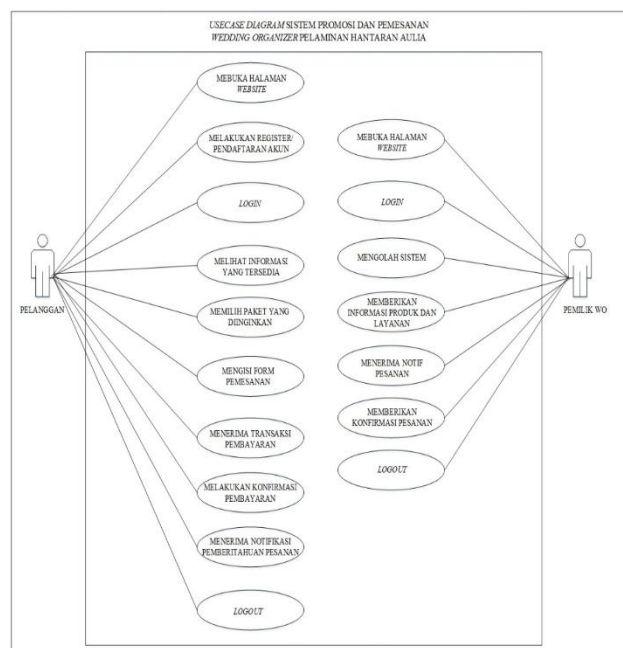 USECASE DIAGRAM SISTEM PROMOSI DAN PEMESANAN
WEDDING ORGANIZER PELAMINAN HANTARAN AULIA
MEBUKA HALAMAN
WEBSITE
MELAKUKAN REGISTER/
PENDAFTARAN AKUN
LOGIN
MELIHAT INFORMASI
YANG TERSEDIA
MEMILIH PAKET YANG
DIINGINKAN
MENGISI FORM
PEMESANAN
MENERIMA TRANSAKSI
PEMBAYARAN
MELAKUKAN KONFIRMASI
PEMBAYARAN
MENERIMA NOTIFIKASI
PEMBERITAHUAN PESANAN
LOGOUT
PELANGGAN
MEBUKA HALAMAN
WEBSITE
LOGIN
MENGOLAH SISTEM
MEMBERIKAN
INFORMASI PRODUK DAN
LAYANAN
MENERIMA NOTIF
PESANAN
MEMBERIKAN
KONFIRMASI PESANAN
LOGOUT
PEMILIK WO